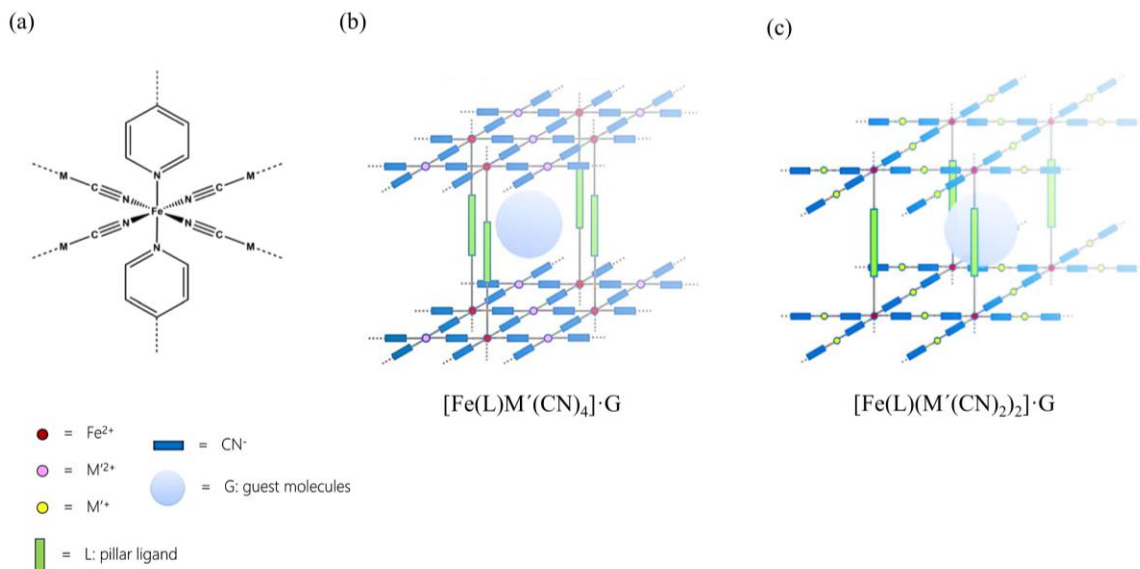 (a)
(b)
(c)
N
M C N N C M
Fe
M C N N C M
N
[Fe(L)M´(CN)₄]·G
[Fe(L)(M´(CN)₂)₂]·G
= Fe²⁺
= M'²⁺
= M'⁺
= L: pillar ligand
= CN⁻
= G: guest molecules